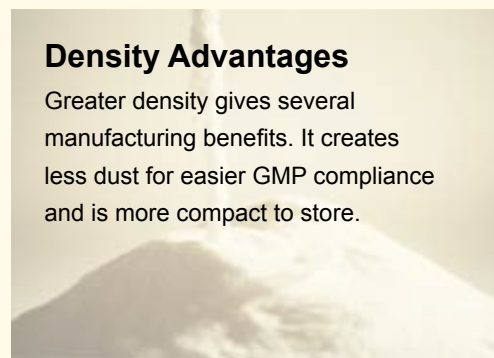 Density Advantages
Greater density gives several
manufacturing benefits. It creates
less dust for easier GMP compliance
and is more compact to store.